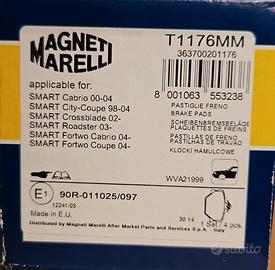 MAGNETI
MARELLI
T1176MM
363700201176
8 001063 553238
applicable for:
SMART Cabrio 00-04
SMART City-Coupe 98-04
SMART Crossblade 02-
SMART Roadster 03-
SMART Fortwo Cabrio 04-
SMART Fortwo Coupe 04-
PASTIGLIE FRENO
BRAKE PADS
SCHEIBENBREMSBELÄGE
PLAQUETTES DE FREINS
PASTILLAS DE FRENO
PASTILHAS DE TRAVÃO
KLOCKI HAMULCOWE
WVA21999
E1
90R-011025/097
12241/03
Made in E.U.
30 14
1 Set / 4 pcs.
Distributed by Magneti Marelli After Market Parts and Services S.p.A. - Italy
subito